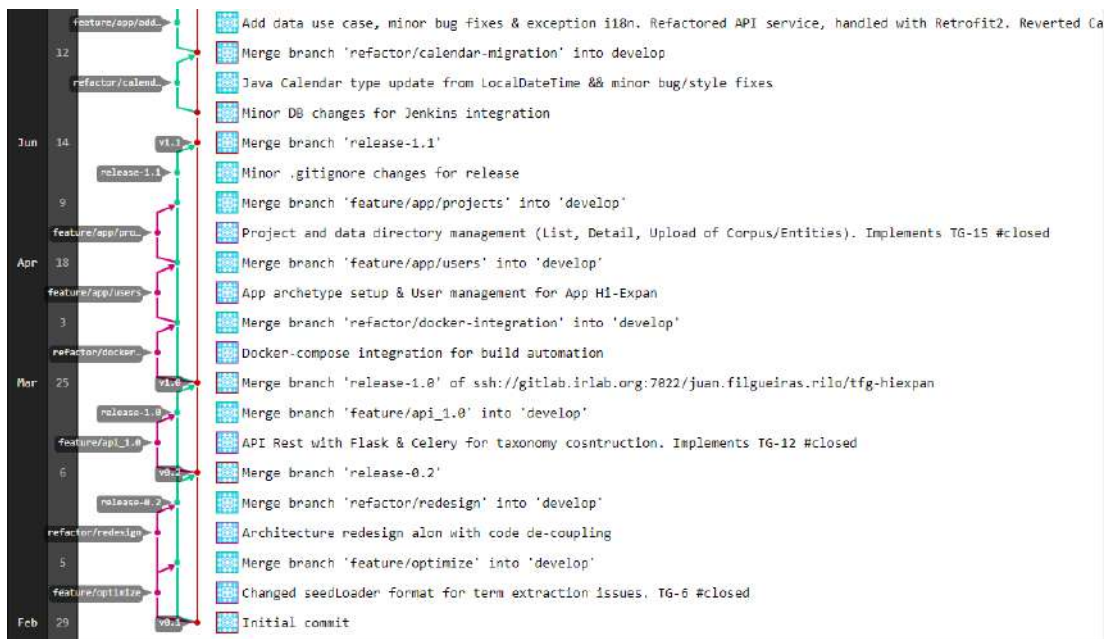 feature/app/add… Add data use case, minor bug fixes & exception i18n. Refactored API service, handled with Retrofit2. Reverted Ca
12 Merge branch 'refactor/calendar-migration' into develop
refactor/calend… Java Calendar type update from LocalDateTime && minor bug/style fixes
Minor DB changes for Jenkins integration
Jun 14 v1.1 Merge branch 'release-1.1'
release-1.1 Minor .gitignore changes for release
9 Merge branch 'feature/app/projects' into 'develop'
feature/app/pro… Project and data directory management (List, Detail, Upload of Corpus/Entities). Implements TG-15 #closed
Apr 18 Merge branch 'feature/app/users' into 'develop'
feature/app/users App archetype setup & User management for App Hi-Expan
3 Merge branch 'refactor/docker-integration' into 'develop'
refactor/docker… Docker-compose integration for build automation
Mar 25 v1.0 Merge branch 'release-1.0' of ssh://gitlab.irlab.org:7022/juan.filgueiras.rilo/tfg-hiexpan
release-1.0 Merge branch 'feature/api_1.0' into 'develop'
feature/api_1.0 API Rest with Flask & Celery for taxonomy cosntruction. Implements TG-12 #closed
6 v0.2 Merge branch 'release-0.2'
release-0.2 Merge branch 'refactor/redesign' into 'develop'
refactor/redesign Architecture redesign alon with code de-coupling
5 Merge branch 'feature/optimize' into 'develop'
feature/optimize Changed seedLoader format for term extraction issues. TG-6 #closed
Feb 29 v0.1 Initial commit